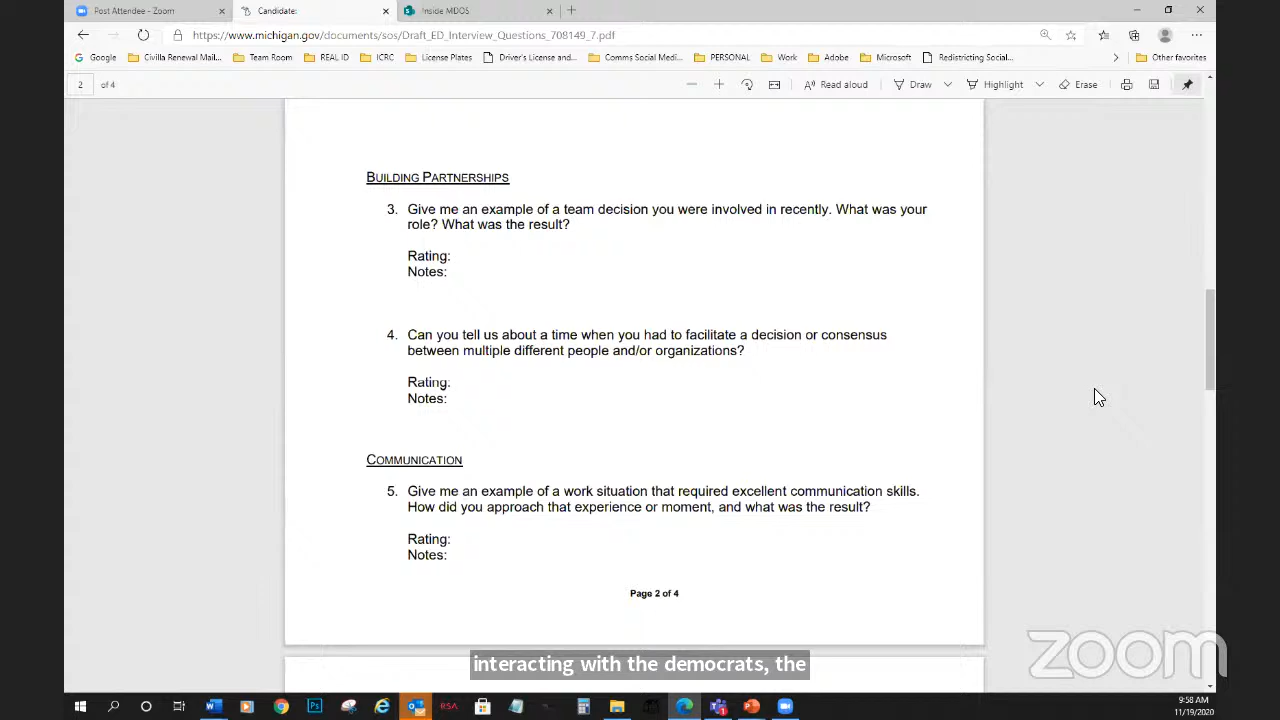 Post Attendee - Zoom
Candidate:
Inside MDOS
https://www.michigan.gov/documents/sos/Draft_ED_Interview_Questions_708149_7.pdf
Google
Civilla Renewal Mail...
Team Room
REAL ID
ICRC
License Plates
Driver's License and...
Comms Social Medi...
PERSONAL
Work
Adobe
Microsoft
Redistricting Social...
Other favorites
2 of 4
Read aloud
Draw
Highlight
Erase
BUILDING PARTNERSHIPS
3. Give me an example of a team decision you were involved in recently. What was your
role? What was the result?
Rating:
Notes:
4. Can you tell us about a time when you had to facilitate a decision or consensus
between multiple different people and/or organizations?
Rating:
Notes:
COMMUNICATION
5. Give me an example of a work situation that required excellent communication skills.
How did you approach that experience or moment, and what was the result?
Rating:
Notes:
Page 2 of 4
zoom
interacting with the democrats, the
RSA
9:58 AM
11/19/2020